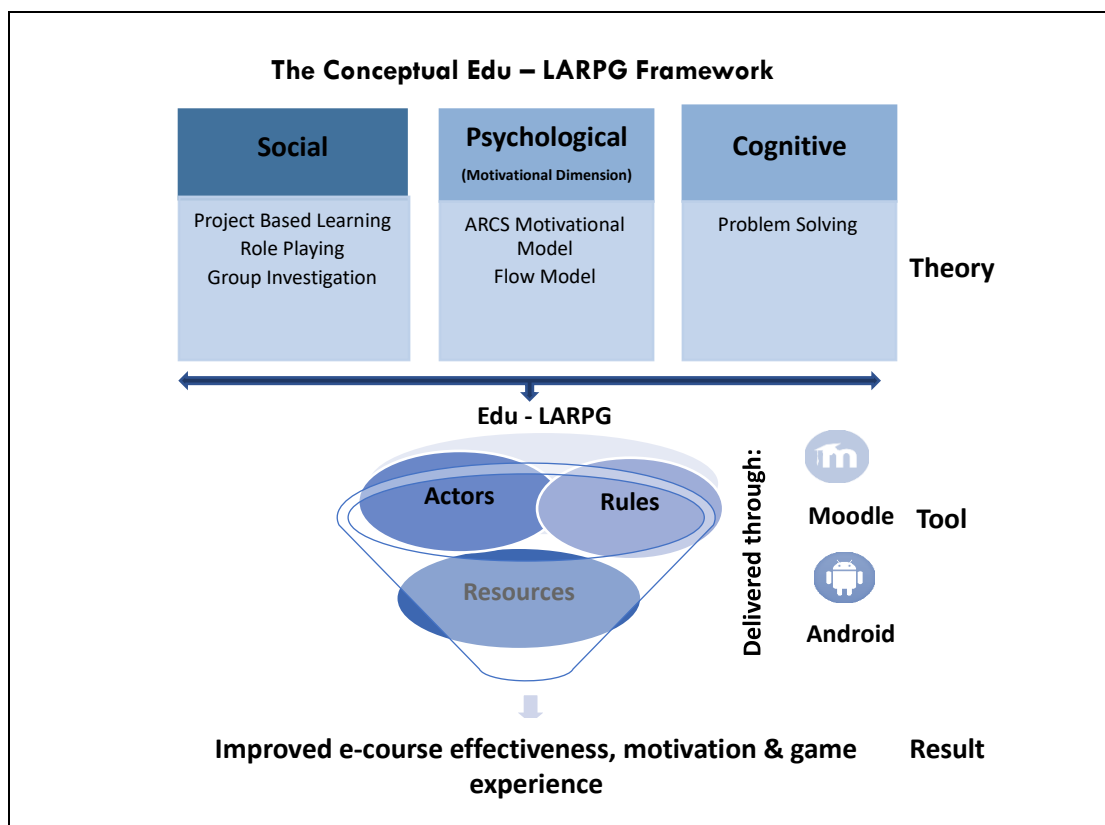 The Conceptual Edu – LARPG Framework
Social
Project Based Learning
Role Playing
Group Investigation
Psychological
(Motivational Dimension)
ARCS Motivational
Model
Flow Model
Cognitive
Problem Solving
Theory
Edu - LARPG
Actors
Rules
Resources
Delivered through:
m
Moodle
Android
Tool
Improved e-course effectiveness, motivation & game
experience
Result